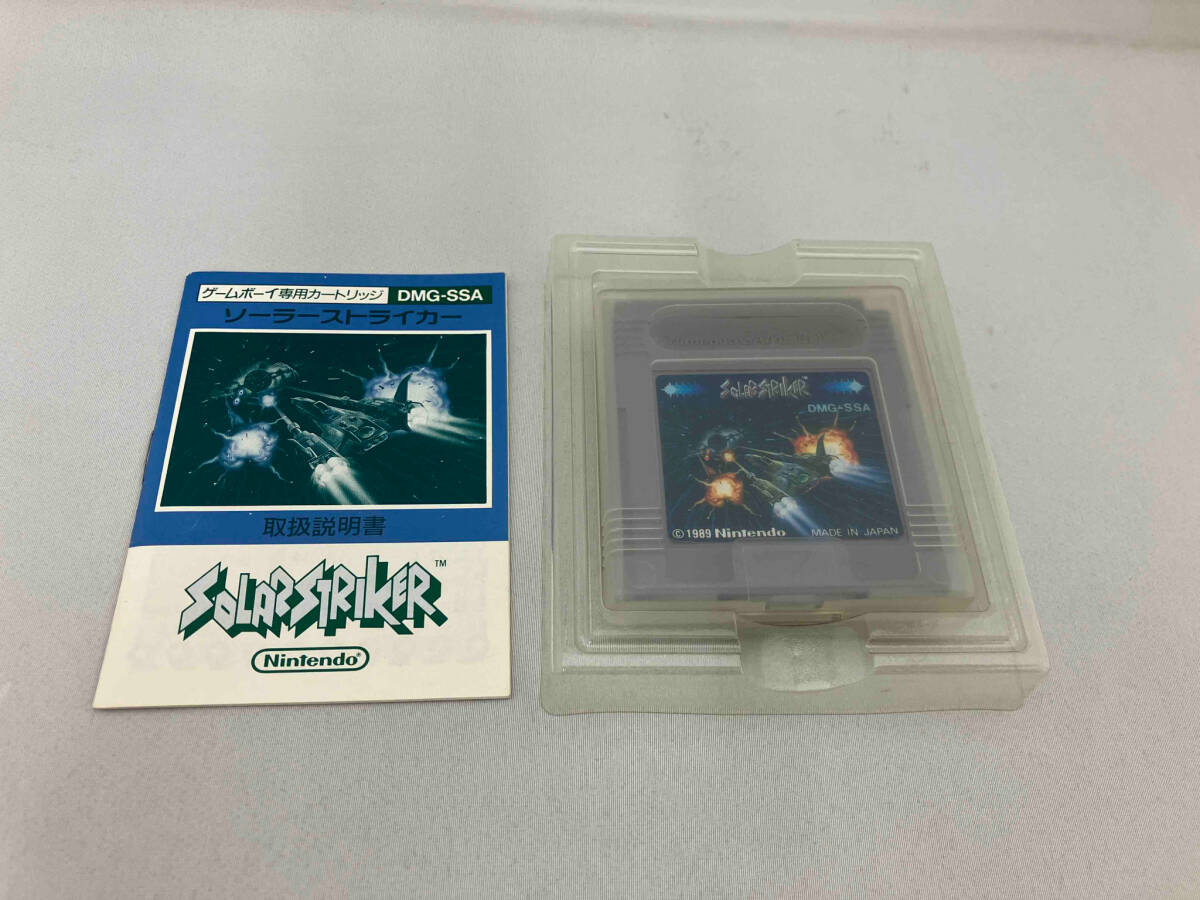 ゲームボーイ専用カートリッジ DMG-SSA
ソーラーストライカー
取扱説明書
SOLARSTRIKER™
Nintendo®
SOLARSTRIKER™
DMG-SSA
©1989 Nintendo MADE IN JAPAN